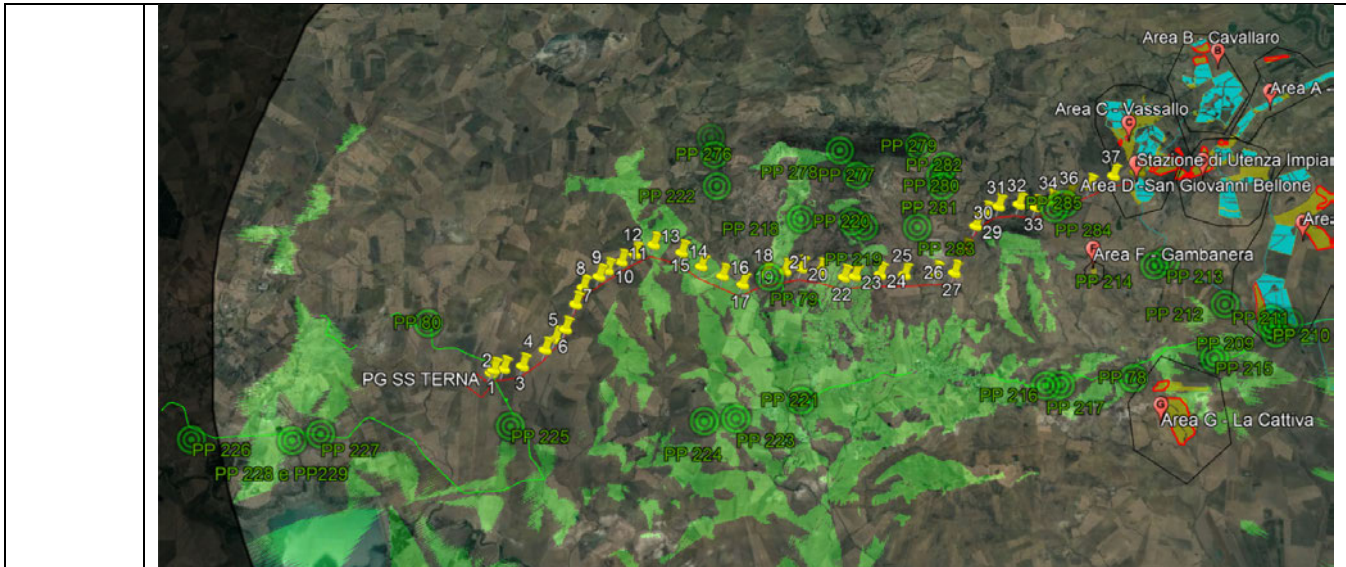 Area B - Cavallaro
B
Area A -
Area C - Vassallo
C
PP 276
PP 278
PP 277
PP 279
PP 282
PP 280
37
Stazione di Utenza Impian
Area D - San Giovanni Bellone
PP 222
31 32 34 36
PP 285
PP 218
PP 220
PP 281
30
33
PP 284
29
12 13
PP 283
Area
11
14
18
PP 219
25
F
Area F - Gambanera
9
10
15
16
19
21
20
24
26
PP 214
PP 213
8
7
17
PP 79
22 23
27
PP 212
PP 211
PP 210
PP 80
5
6
4
PP 209
2
PG SS TERNA
1
3
PP 215
PP 78
PP 216
PP 217
PP 221
G
Area G - La Cattiva
PP 226
PP 227
PP 225
PP 224
PP 223
PP 228 e PP229